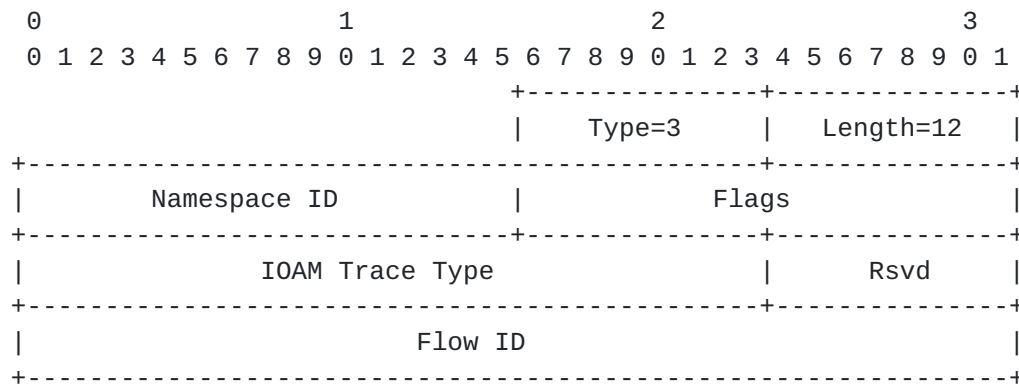 0 1 2 3
0 1 2 3 4 5 6 7 8 9 0 1 2 3 4 5 6 7 8 9 0 1 2 3 4 5 6 7 8 9 0 1
+---------------+---------------+
| Type=3 | Length=12 |
+-----------------------------------------------+---------------+
| Namespace ID | Flags |
+-------------------------------+---------------+---------------+
| IOAM Trace Type | Rsvd |
+-----------------------------------------------+---------------+
| Flow ID |
+---------------------------------------------------------------+